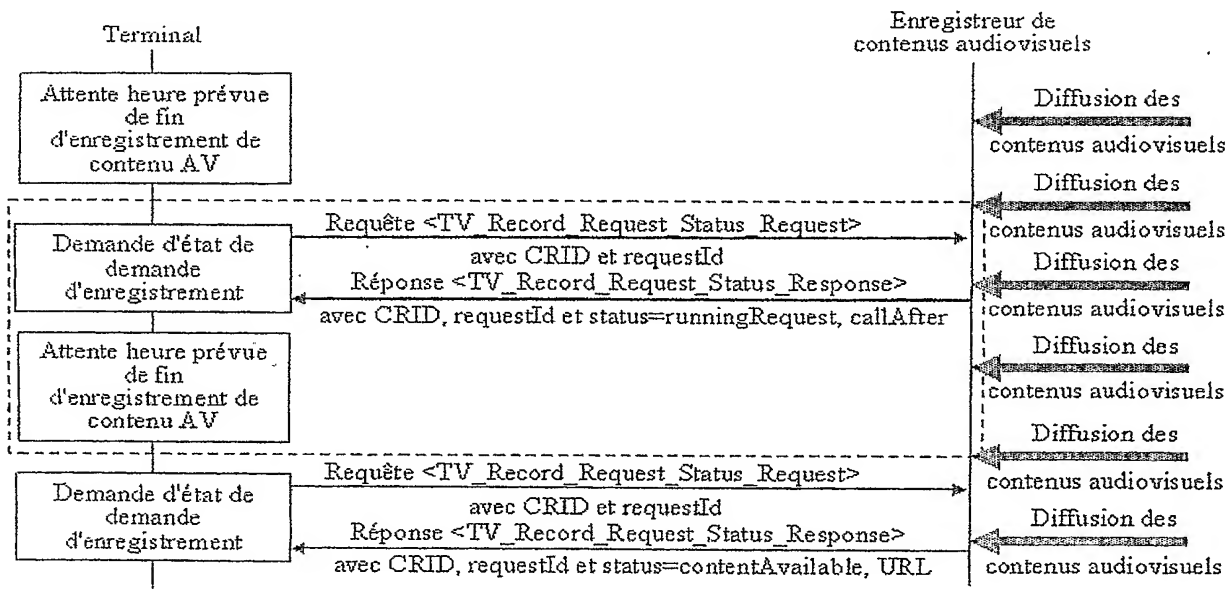 Terminal
Enregistreur de
contenus audiovisuels
Attente heure prévue
de fin
d'enregistrement de
contenu AV
Diffusion des
contenus audiovisuels
Diffusion des
contenus audiovisuels
Requête <TV_Record_Request_Status_Request>
avec CRID et requestId
Demande d'état de
demande
d'enregistrement
Réponse <TV_Record_Request_Status_Response>
avec CRID, requestId et status=runningRequest, callAfter
Diffusion des
contenus audiovisuels
Attente heure prévue
de fin
d'enregistrement de
contenu AV
Diffusion des
contenus audiovisuels
Diffusion des
contenus audiovisuels
Requête <TV_Record_Request_Status_Request>
avec CRID et requestId
Demande d'état de
demande
d'enregistrement
Réponse <TV_Record_Request_Status_Response>
avec CRID, requestId et status=contentAvailable, URL
Diffusion des
contenus audiovisuels